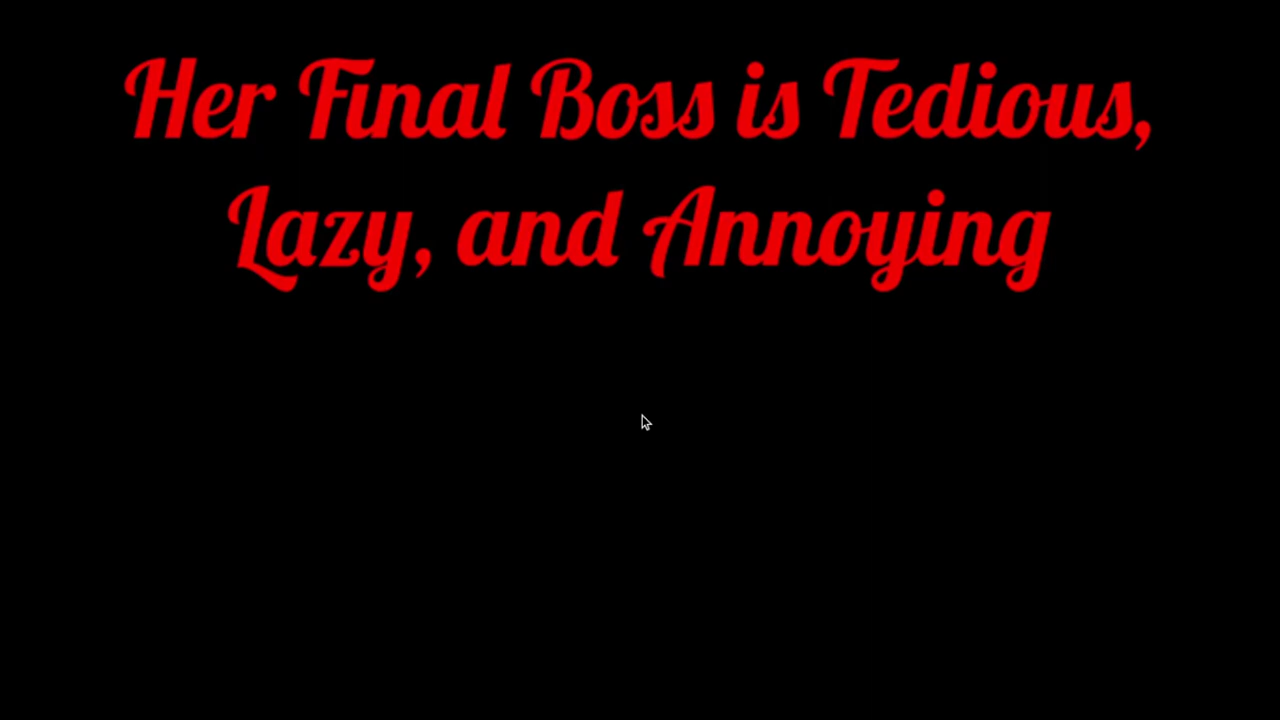 Her Final Boss is Tedious,
Lazy, and Annoying